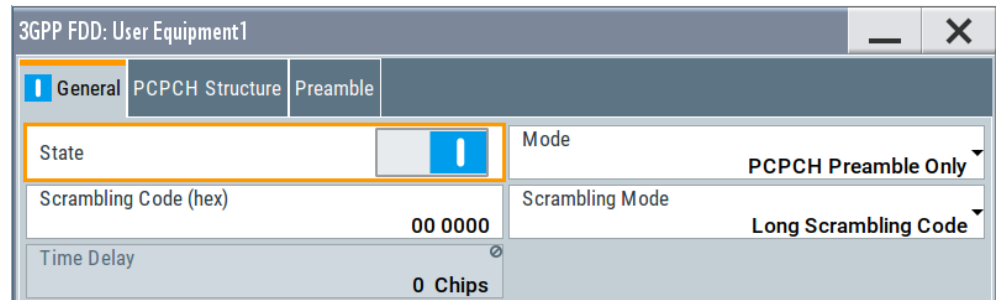 3GPP FDD: User Equipment1
General PCPCH Structure Preamble
State
Mode
PCPCH Preamble Only
Scrambling Code (hex)
00 0000
Scrambling Mode
Long Scrambling Code
Time Delay
0 Chips